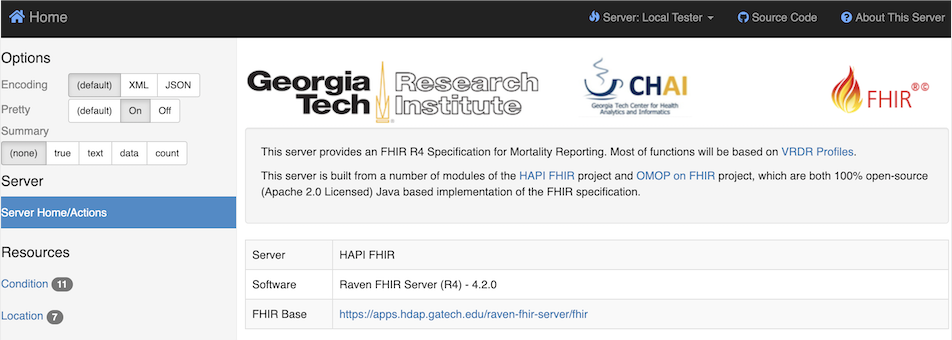 Home
Server: Local Tester
Source Code
About This Server
Options
Encoding (default) XML JSON
Pretty (default) On Off
Summary
(none) true text data count
Server
Server Home/Actions
Resources
Condition 11
Location 7
Georgia Tech
Research Institute
CHAI
Georgia Tech Center for Health
Analytics and Informatics
FHIR®©
This server provides an FHIR R4 Specification for Mortality Reporting. Most of functions will be based on VRDR Profiles.
This server is built from a number of modules of the HAPI FHIR project and OMOP on FHIR project, which are both 100% open-source
(Apache 2.0 Licensed) Java based implementation of the FHIR specification.
Server HAPI FHIR
Software Raven FHIR Server (R4) - 4.2.0
FHIR Base https://apps.hdap.gatech.edu/raven-fhir-server/fhir